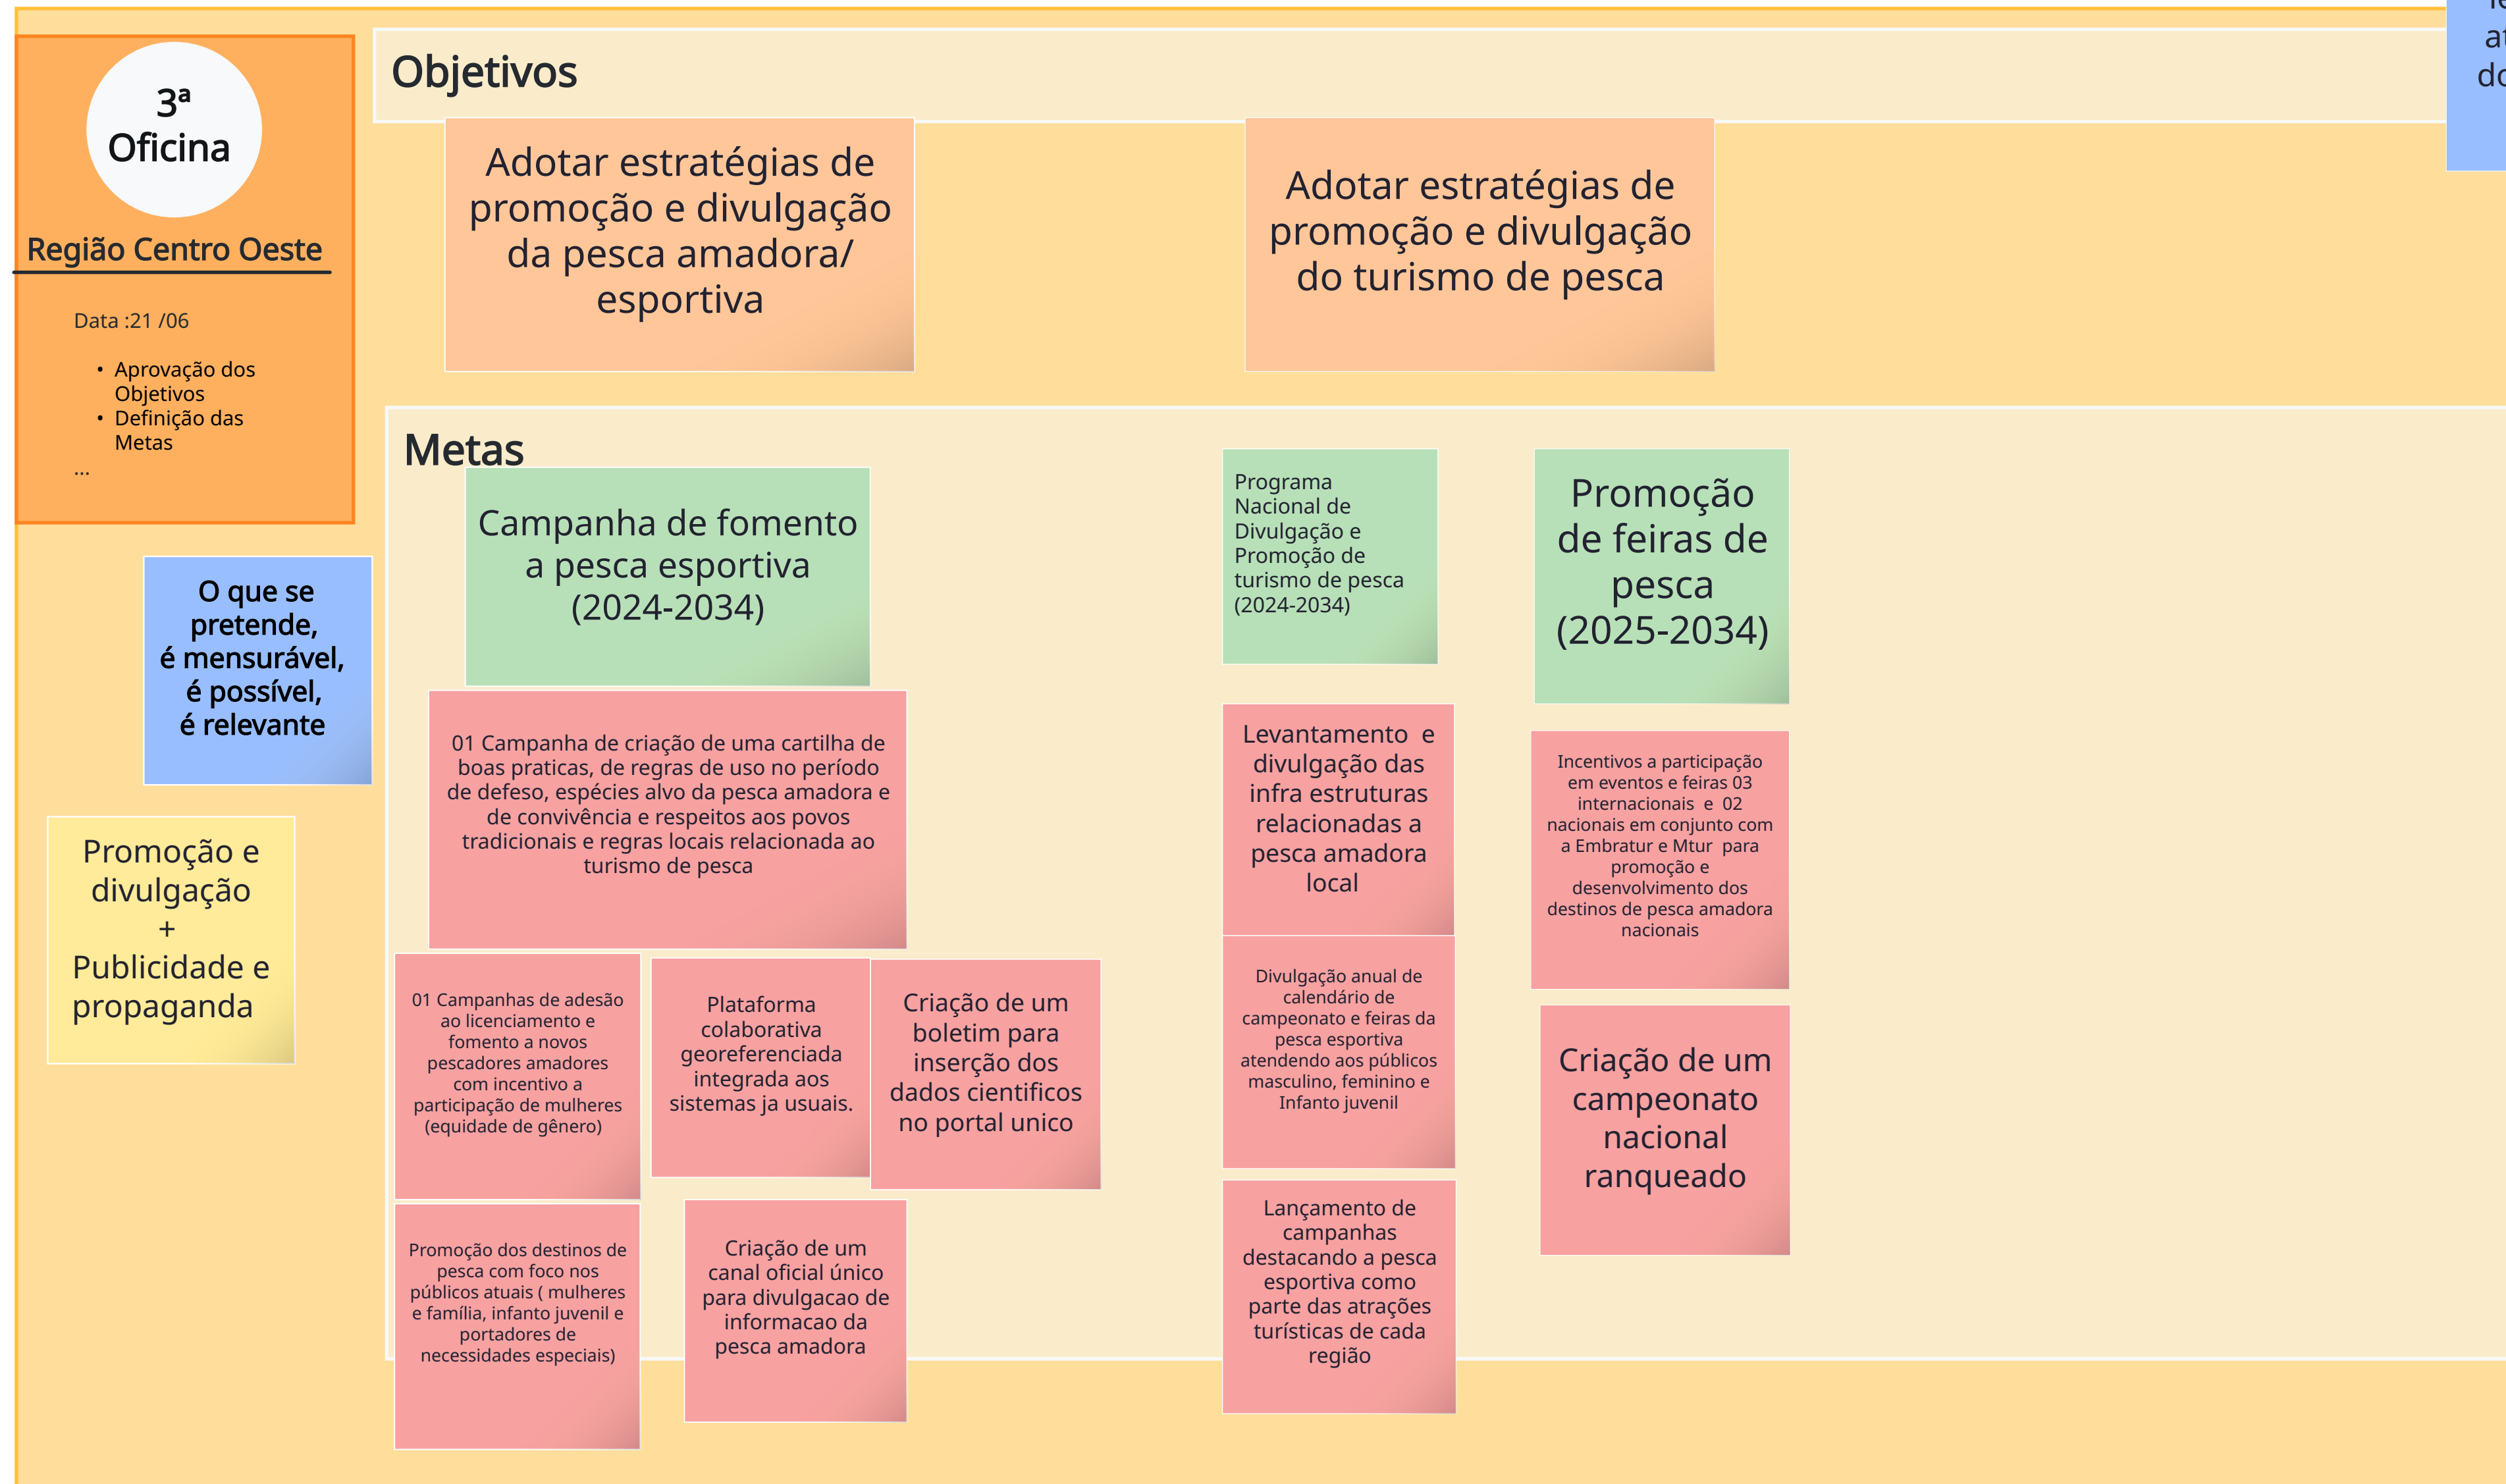 3ª
Oficina
Região Centro Oeste
Data :21 /06
• Aprovação dos
Objetivos
• Definição das
Metas
...
O que se
pretende,
é mensurável,
é possível,
é relevante
Promoção e
divulgação
+
Publicidade e
propaganda
Objetivos
Adotar estratégias de
promoção e divulgação
da pesca amadora/
esportiva
Adotar estratégias de
promoção e divulgação
do turismo de pesca
Metas
Campanha de fomento
a pesca esportiva
(2024-2034)
01 Campanha de criação de uma cartilha de
boas praticas, de regras de uso no período
de defeso, espécies alvo da pesca amadora e
de convivência e respeitos aos povos
tradicionais e regras locais relacionada ao
turismo de pesca
01 Campanhas de adesão
ao licenciamento e
fomento a novos
pescadores amadores
com incentivo a
participação de mulheres
(equidade de gênero)
Plataforma
colaborativa
georeferenciada
integrada aos
sistemas ja usuais.
Criação de um
boletim para
inserção dos
dados cientificos
no portal unico
Promoção dos destinos de
pesca com foco nos
públicos atuais ( mulheres
e família, infanto juvenil e
portadores de
necessidades especiais)
Criação de um
canal oficial único
para divulgacao de
informacao da
pesca amadora
Programa
Nacional de
Divulgação e
Promoção de
turismo de pesca
(2024-2034)
Levantamento  e
divulgação das
infra estruturas
relacionadas a
pesca amadora
local
Divulgação anual de
calendário de
campeonato e feiras da
pesca esportiva
atendendo aos públicos
masculino, feminino e
Infanto juvenil
Lançamento de
campanhas
destacando a pesca
esportiva como
parte das atrações
turísticas de cada
região
Promoção
de feiras de
pesca
(2025-2034)
Incentivos a participação
em eventos e feiras 03
internacionais  e  02
nacionais em conjunto com
a Embratur e Mtur  para
promoção e
desenvolvimento dos
destinos de pesca amadora
nacionais
Criação de um
campeonato
nacional
ranqueado